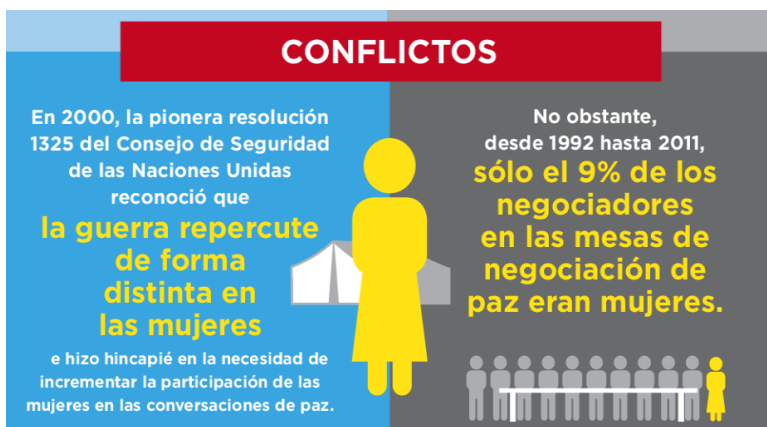 CONFLICTOS
En 2000, la pionera resolución
1325 del Consejo de Seguridad
de las Naciones Unidas
reconoció que
la guerra repercute
de forma
distinta en
las mujeres
e hizo hincapié en la necesidad de
incrementar la participación de las
mujeres en las conversaciones de paz.
No obstante,
desde 1992 hasta 2011,
sólo el 9% de los
negociadores
en las mesas de
negociación de
paz eran mujeres.